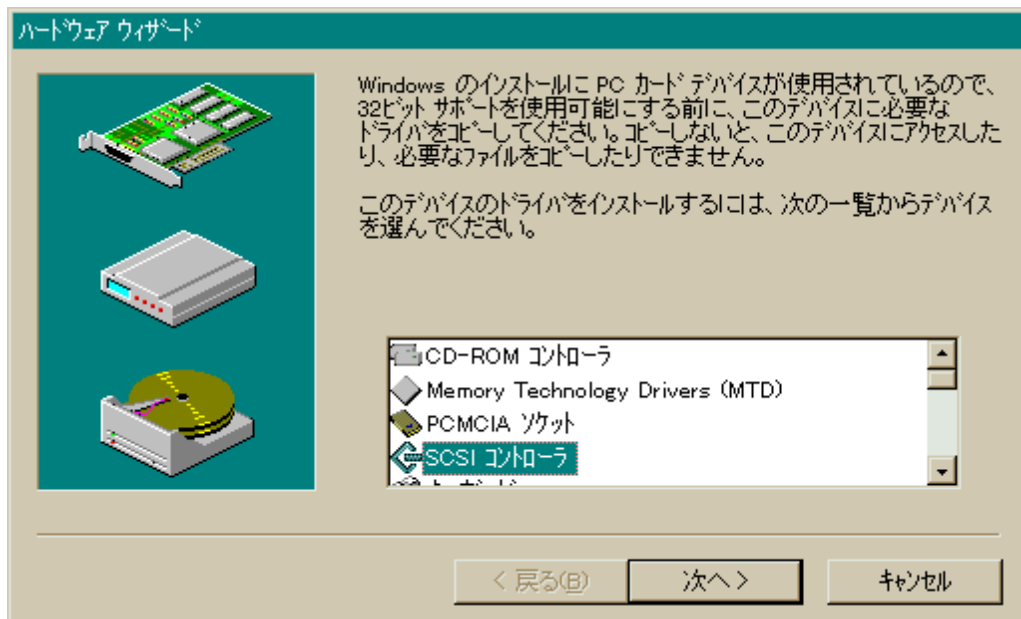 ハードウェア ウィザード
Windows のインストールに PC カード デバイスが使用されているので、
32ビット サポートを使用可能にする前に、このデバイスに必要な
ドライバをコピーしてください。コピーしないと、このデバイスにアクセスした
り、必要なファイルをコピーしたりできません。
このデバイスのドライバをインストールするには、次の一覧からデバイス
を選んでください。
CD-ROM コントローラ
Memory Technology Drivers (MTD)
PCMCIA ソケット
SCSI コントローラ
< 戻る(B)
次へ >
キャンセル